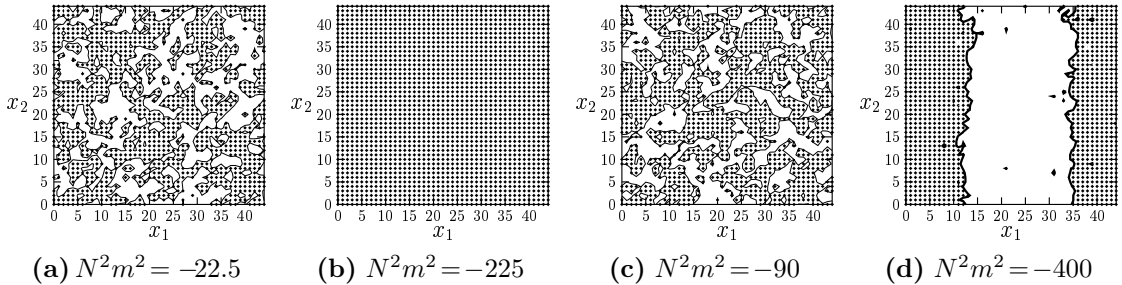 40 40 40 40
35 35 35 35
30 30 30 30
25 25 25 25
x₂ x₂ x₂ x₂
20 20 20 20
15 15 15 15
10 10 10 10
5 5 5 5
0 0 0 0
0 5 10 15 20 25 30 35 40 0 5 10 15 20 25 30 35 40 0 5 10 15 20 25 30 35 40 0 5 10 15 20 25 30 35 40
x₁ x₁ x₁ x₁
(a) N²m² = −22.5 (b) N²m² = −225 (c) N²m² = −90 (d) N²m² = −400